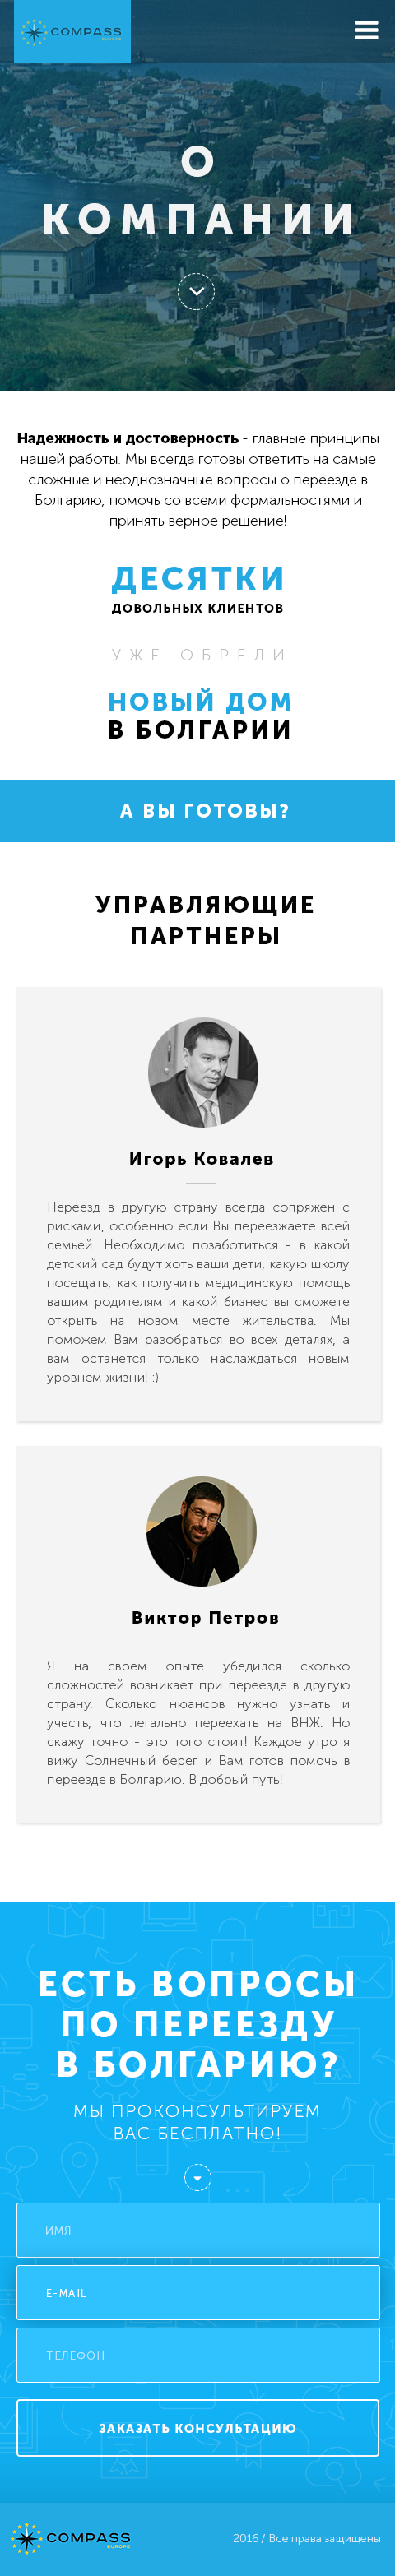 COMPASS
EUROPE
О
КОМПАНИИ
Надежность и достоверность - главные принципы
нашей работы. Мы всегда готовы ответить на самые
сложные и неоднозначные вопросы о переезде в
Болгарию, помочь со всеми формальностями и
принять верное решение!
ДЕСЯТКИ
ДОВОЛЬНЫХ КЛИЕНТОВ
УЖЕ ОБРЕЛИ
НОВЫЙ ДОМ
В БОЛГАРИИ
А ВЫ ГОТОВЫ?
УПРАВЛЯЮЩИЕ
ПАРТНЕРЫ
Игорь Ковалев
Переезд в другую страну всегда сопряжен с
рисками, особенно если Вы переезжаете всей
семьей. Необходимо позаботиться - в какой
детский сад будут хоть ваши дети, какую школу
посещать, как получить медицинскую помощь
вашим родителям и какой бизнес вы сможете
открыть на новом месте жительства. Мы
поможем Вам разобраться во всех деталях, а
вам останется только наслаждаться новым
уровнем жизни! :)
Виктор Петров
Я на своем опыте убедился сколько
сложностей возникает при переезде в другую
страну. Сколько нюансов нужно узнать и
учесть, что легально переехать на ВНЖ. Но
скажу точно - это того стоит! Каждое утро я
вижу Солнечный берег и Вам готов помочь в
переезде в Болгарию. В добрый путь!
ЕСТЬ ВОПРОСЫ
ПО ПЕРЕЕЗДУ
В БОЛГАРИЮ?
МЫ ПРОКОНСУЛЬТИРУЕМ
ВАС БЕСПЛАТНО!
ИМЯ
E-MAIL
ТЕЛЕФОН
ЗАКАЗАТЬ КОНСУЛЬТАЦИЮ
COMPASS
EUROPE
2016 / Все права защищены